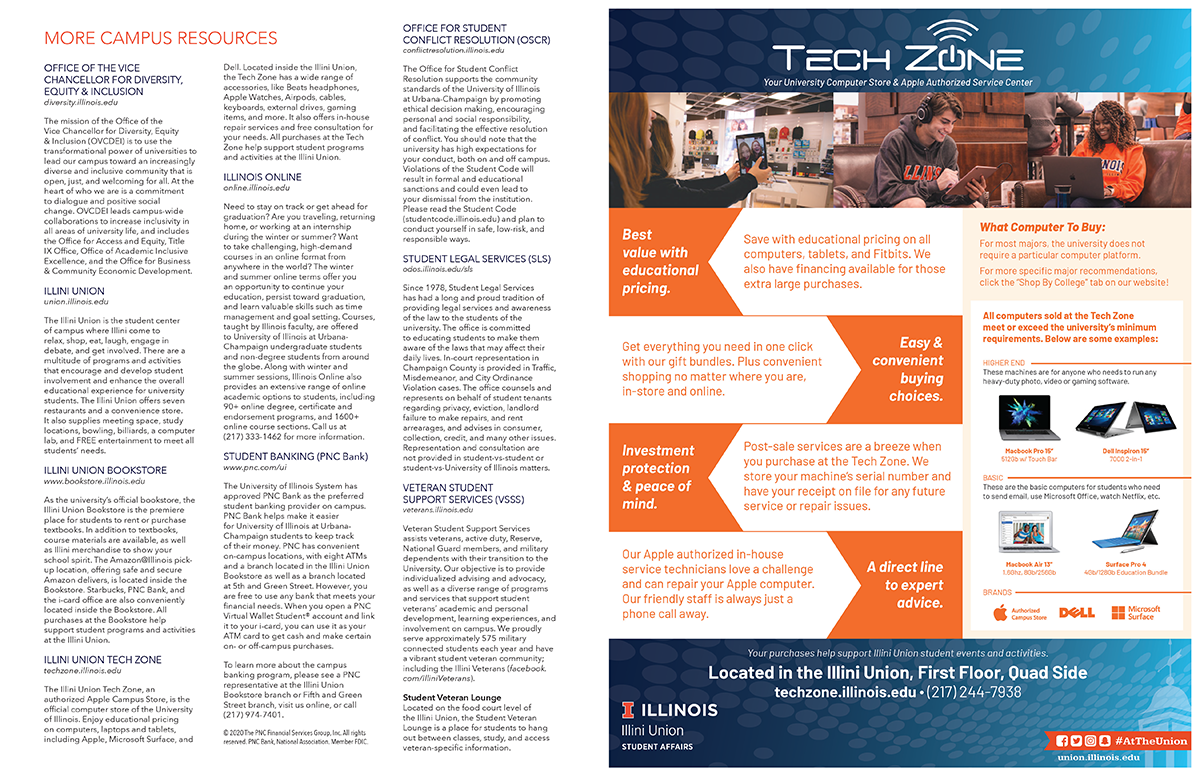 MORE CAMPUS RESOURCES
OFFICE OF THE VICE
CHANCELLOR FOR DIVERSITY,
EQUITY & INCLUSION
diversity.illinois.edu
The mission of the Office of the
Vice Chancellor for Diversity, Equity
& Inclusion (OVCDEI) is to use the
transformational power of universities to
lead our campus toward an increasingly
diverse and inclusive community that is
open, just, and welcoming for all. At the
heart of who we are is a commitment
to dialogue and positive social
change. OVCDEI leads campus-wide
collaborations to increase inclusivity in
all areas of university life, and includes
the Office for Access and Equity, Title
IX Office, Office of Academic Inclusive
Excellence, and the Office for Business
& Community Economic Development.
ILLINI UNION
union.illinois.edu
The Illini Union is the student center
of campus where Illini come to
relax, shop, eat, laugh, engage in
debate, and get involved. There are a
multitude of programs and activities
that encourage and develop student
involvement and enhance the overall
educational experience for university
students. The Illini Union offers seven
restaurants and a convenience store.
It also supplies meeting space, study
locations, bowling, billiards, a computer
lab, and FREE entertainment to meet all
students' needs.
ILLINI UNION BOOKSTORE
www.bookstore.illinois.edu
As the university's official bookstore, the
Illini Union Bookstore is the premiere
place for students to rent or purchase
textbooks. In addition to textbooks,
course materials are available, as well
as Illini merchandise to show your
school spirit. The Amazon@Illinois pick-
up location, offering safe and secure
Amazon delivers, is located inside the
Bookstore. Starbucks, PNC Bank, and
the i-card office are also conveniently
located inside the Bookstore. All
purchases at the Bookstore help
support student programs and activities
at the Illini Union.
ILLINI UNION TECH ZONE
techzone.illinois.edu
The Illini Union Tech Zone, an
authorized Apple Campus Store, is the
official computer store of the University
of Illinois. Enjoy educational pricing
on computers, laptops and tablets,
including Apple, Microsoft Surface, and
Dell. Located inside the Illini Union,
the Tech Zone has a wide range of
accessories, like Beats headphones,
Apple Watches, Airpods, cables,
keyboards, external drives, gaming
items, and more. It also offers in-house
repair services and free consultation for
your needs. All purchases at the Tech
Zone help support student programs
and activities at the Illini Union.
ILLINOIS ONLINE
online.illinois.edu
Need to stay on track or get ahead for
graduation? Are you traveling, returning
home, or working at an internship
during the winter or summer? Want
to take challenging, high-demand
courses in an online format from
anywhere in the world? The winter
and summer online terms offer you
an opportunity to continue your
education, persist toward graduation,
and learn valuable skills such as time
management and goal setting. Courses,
taught by Illinois faculty, are offered
to University of Illinois at Urbana-
Champaign undergraduate students
and non-degree students from around
the globe. Along with winter and
summer sessions, Illinois Online also
provides an extensive range of online
academic options to students, including
90+ online degree, certificate and
endorsement programs, and 1600+
online course sections. Call us at
(217) 333-1462 for more information.
STUDENT BANKING (PNC Bank)
www.pnc.com/ui
The University of Illinois System has
approved PNC Bank as the preferred
student banking provider on campus.
PNC Bank helps make it easier
for University of Illinois at Urbana-
Champaign students to keep track
of their money. PNC has convenient
on-campus locations, with eight ATMs
and a branch located in the Illini Union
Bookstore as well as a branch located
at 5th and Green Street. However, you
are free to use any bank that meets your
financial needs. When you open a PNC
Virtual Wallet Student® account and link
it to your i-card, you can use it as your
ATM card to get cash and make certain
on- or off-campus purchases.
To learn more about the campus
banking program, please see a PNC
representative at the Illini Union
Bookstore branch or Fifth and Green
Street branch, visit us online, or call
(217) 974-7401.
© 2020 The PNC Financial Services Group, Inc. All rights
reserved. PNC Bank, National Association. Member FDIC.
OFFICE FOR STUDENT
CONFLICT RESOLUTION (OSCR)
conflictresolution.illinois.edu
The Office for Student Conflict
Resolution supports the community
standards of the University of Illinois
at Urbana-Champaign by promoting
ethical decision making, encouraging
personal and social responsibility,
and facilitating the effective resolution
of conflict. You should note that the
university has high expectations for
your conduct, both on and off campus.
Violations of the Student Code will
result in formal and educational
sanctions and could even lead to
your dismissal from the institution.
Please read the Student Code
(studentcode.illinois.edu) and plan to
conduct yourself in safe, low-risk, and
responsible ways.
STUDENT LEGAL SERVICES (SLS)
odos.illinois.edu/sls
Since 1978, Student Legal Services
has had a long and proud tradition of
providing legal services and awareness
of the law to the students of the
university. The office is committed
to educating students to make them
aware of the laws that may affect their
daily lives. In-court representation in
Champaign County is provided in Traffic,
Misdemeanor, and City Ordinance
Violation cases. The office counsels and
represents on behalf of student tenants
regarding privacy, eviction, landlord
failure to make repairs, and rent
arrearages, and advises in consumer,
collection, credit, and many other issues.
Representation and consultation are
not provided in student-vs-student or
student-vs-University of Illinois matters.
VETERAN STUDENT
SUPPORT SERVICES (VSSS)
veterans.illinois.edu
Veteran Student Support Services
assists veterans, active duty, Reserve,
National Guard members, and military
dependents with their transition to the
University. Our objective is to provide
individualized advising and advocacy,
as well as a diverse range of programs
and services that support student
veterans' academic and personal
development, learning experiences, and
involvement on campus. We proudly
serve approximately 575 military
connected students each year and have
a vibrant student veteran community;
including the Illini Veterans (facebook.
com/illiniVeterans).
Student Veteran Lounge
Located on the food court level of
the Illini Union, the Student Veteran
Lounge is a place for students to hang
out between classes, study, and access
veteran-specific information.
TECH ZONE
Your University Computer Store & Apple Authorized Service Center
ILLINI
ILLINOIS
Best
value with
educational
pricing.
Save with educational pricing on all
computers, tablets, and Fitbits. We
also have financing available for those
extra large purchases.
Get everything you need in one click
with our gift bundles. Plus convenient
shopping no matter where you are,
in-store and online.
Easy &
convenient
buying
choices.
Investment
protection
& peace of
mind.
Post-sale services are a breeze when
you purchase at the Tech Zone. We
store your machine's serial number and
have your receipt on file for any future
service or repair issues.
Our Apple authorized in-house
service technicians love a challenge
and can repair your Apple computer.
Our friendly staff is always just a
phone call away.
A direct line
to expert
advice.
What Computer To Buy:
For most majors, the university does not
require a particular computer platform.
For more specific major recommendations,
click the "Shop By College" tab on our website!
All computers sold at the Tech Zone
meet or exceed the university's minimum
requirements. Below are some examples:
HIGHER END
These machines are for anyone who needs to run any
heavy-duty photo, video or gaming software.
Macbook Pro 15"
512Gb w/ Touch Bar
Dell Inspiron 15"
7000 2-in-1
BASIC
These are the basic computers for students who need
to send email, use Microsoft Office, watch Netflix, etc.
Macbook Air 13"
1.6Ghz, 8Gb/256Gb
Surface Pro 4
4Gb/128Gb Education Bundle
BRANDS
Authorized
Campus Store
DELL
Microsoft
Surface
Your purchases help support Illini Union student events and activities.
Located in the Illini Union, First Floor, Quad Side
techzone.illinois.edu • (217) 244-7938
I ILLINOIS
Illini Union
STUDENT AFFAIRS
#AtTheUnion
union.illinois.edu